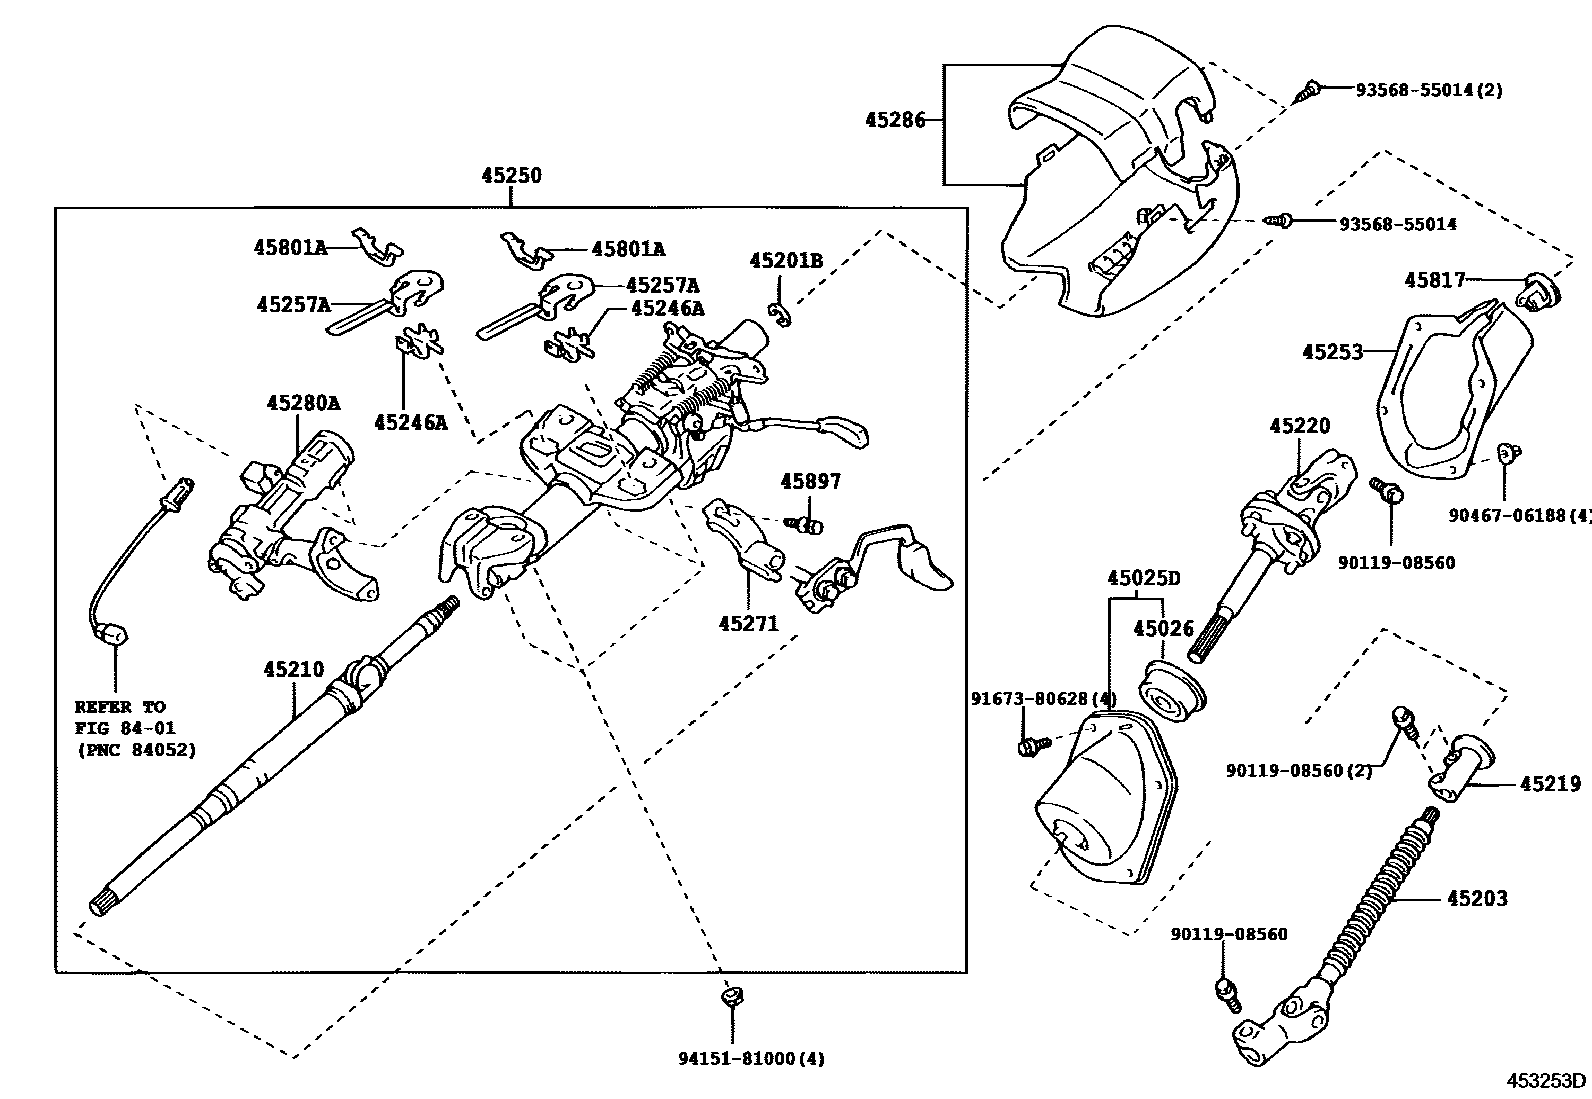 93568-55014(2)
45286
45250
93568-55014
45801A
45801A
45201B
45257A
45257A
45246A
45817
45253
45280A
45246A
45220
45897
90467-06188(4)
90119-08560
45025D
45271
45026
45210
91673-80628(4)
REFER TO
FIG 84-01
(PNC 84052)
90119-08560(2)
45219
45203
90119-08560
94151-81000(4)
453253D